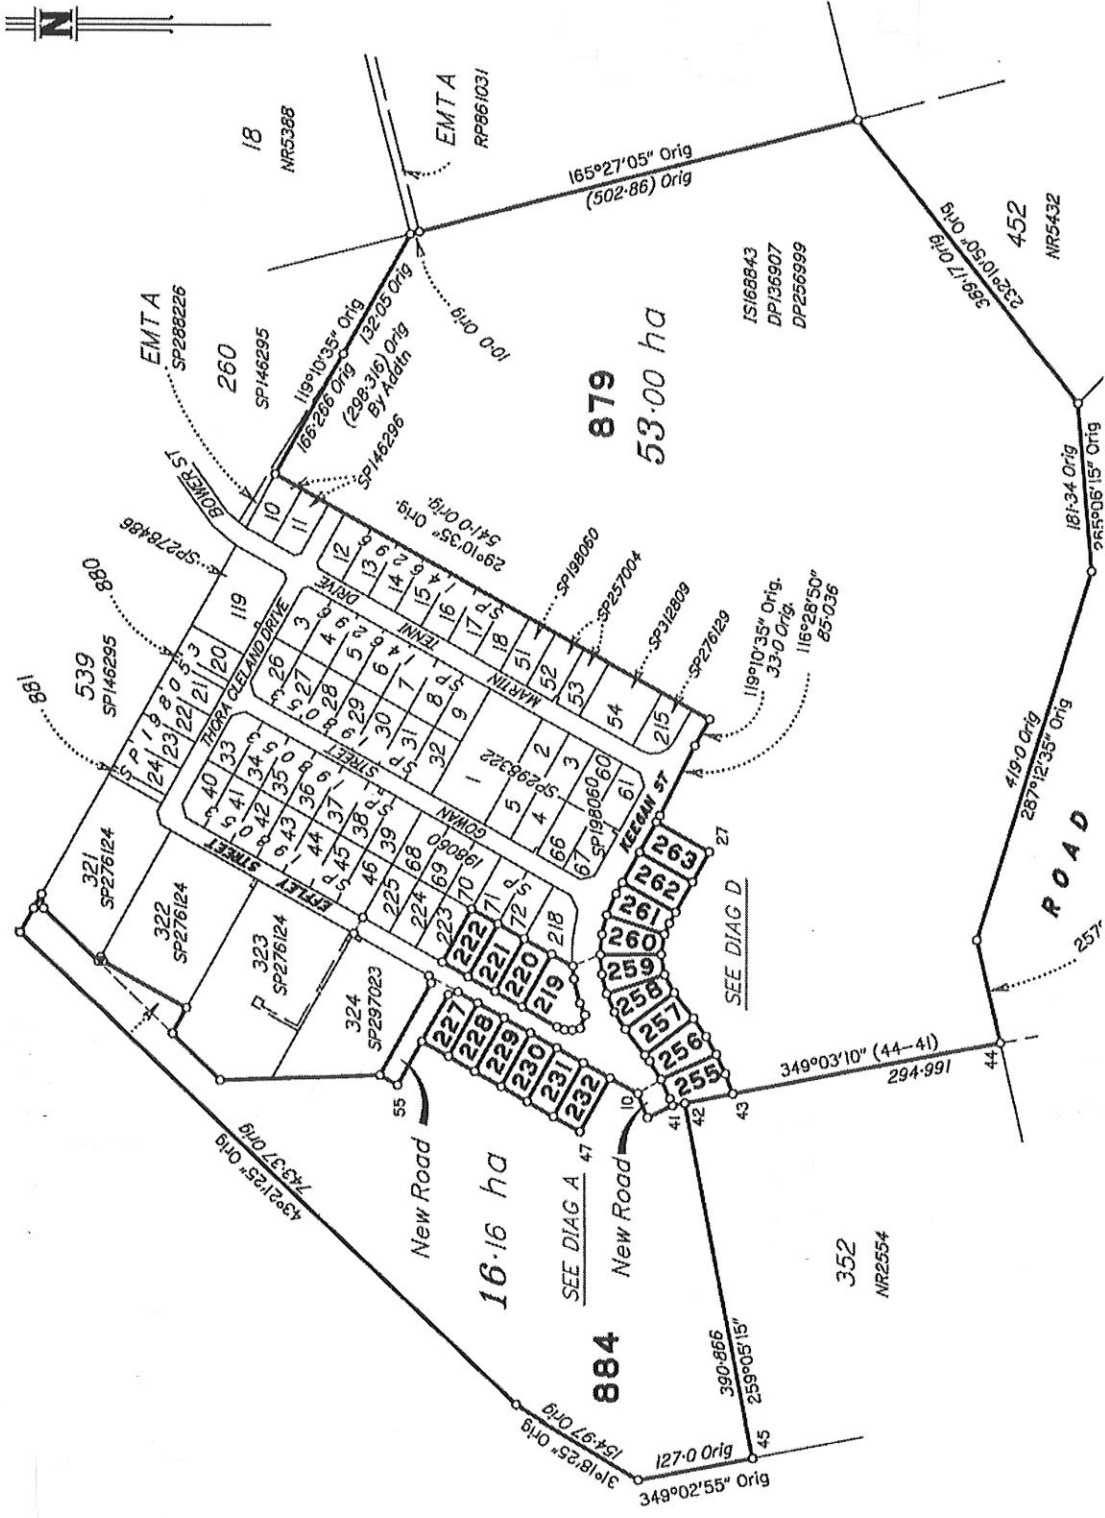 N
18
NR5388
EMT A
RP861031
EMT A
SP288226
260
SP146295
119°10'35" Orig
166·266 Orig
132·05 Orig
(298·316) Orig
By Addtn
10·0 Orig
165°27'05" Orig
(502·86) Orig
452
NR5432
232°10'50" Orig
389·17 Orig
IS168843
DP136907
DP256999
879
53·00 ha
181·34 Orig
265°06'15" Orig
419·0 Orig
287°12'35" Orig
ROAD
257°
BOWER ST
SP278486
880
539
SP146295
881
SP146296
29°10'35" Orig.
541·0 Orig.
SP198060
SP257004
SP312809
SP276129
119°10'35" Orig.
33·0 Orig.
116°28'50"
85·036
10
11
12
13
14
15
16
17
18
SP146296
51
52
53
54
215
MARTIN TENNI DRIVE
THORA CLELAND DRIVE
119
20
21
22
23
24
SP198053
3
4
5
6
7
8
9
SP146296
26
27
28
29
30
31
32
SP198053
1
2
3
4
5
SP298322
60
61
66
67
SP198060
KEEGAN ST
GOWAN STREET
33
34
35
36
37
38
39
40
41
42
43
44
45
46
SP198053
68
69
70
71
72
SP198060
218
EFFLEY STREET
225
224
223
222
221
220
219
321
SP276124
322
SP276124
323
SP276124
324
SP297023
227
228
229
230
231
232
263
262
261
260
259
258
257
256
255
27
SEE DIAG D
349°03'10" (44-41)
294·991
44
43
42
41
10
47
55
New Road
New Road
SEE DIAG A
16·16 ha
884
43°21'25" Orig
743·37 Orig
31°18'25" Orig
154·97 Orig
127·0 Orig
349°02'55" Orig
45
390·866
259°05'15"
352
NR2554